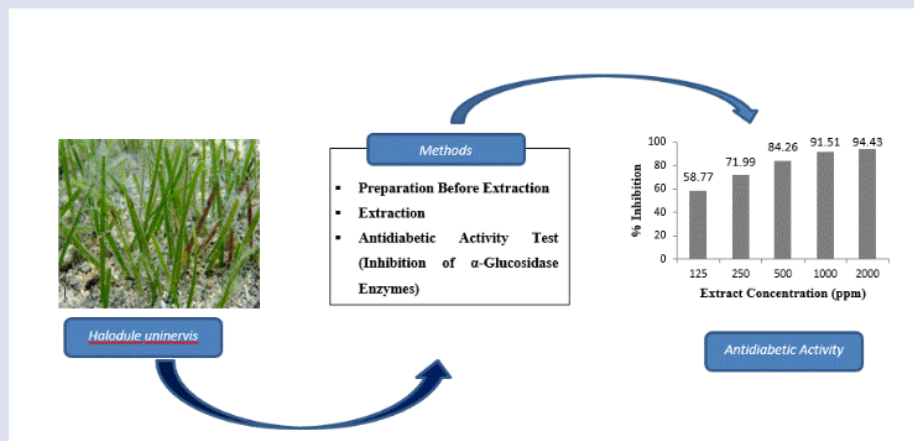 Halodule uninervis
Methods
▪ Preparation Before Extraction
▪ Extraction
▪ Antidiabetic Activity Test
(Inhibition of α-Glucosidase
Enzymes)
% Inhibition
100
80
60
40
20
0
58.77
71.99
84.26
91.51
94.43
125 250 500 1000 2000
Extract Concentration (ppm)
Antidiabetic Activity